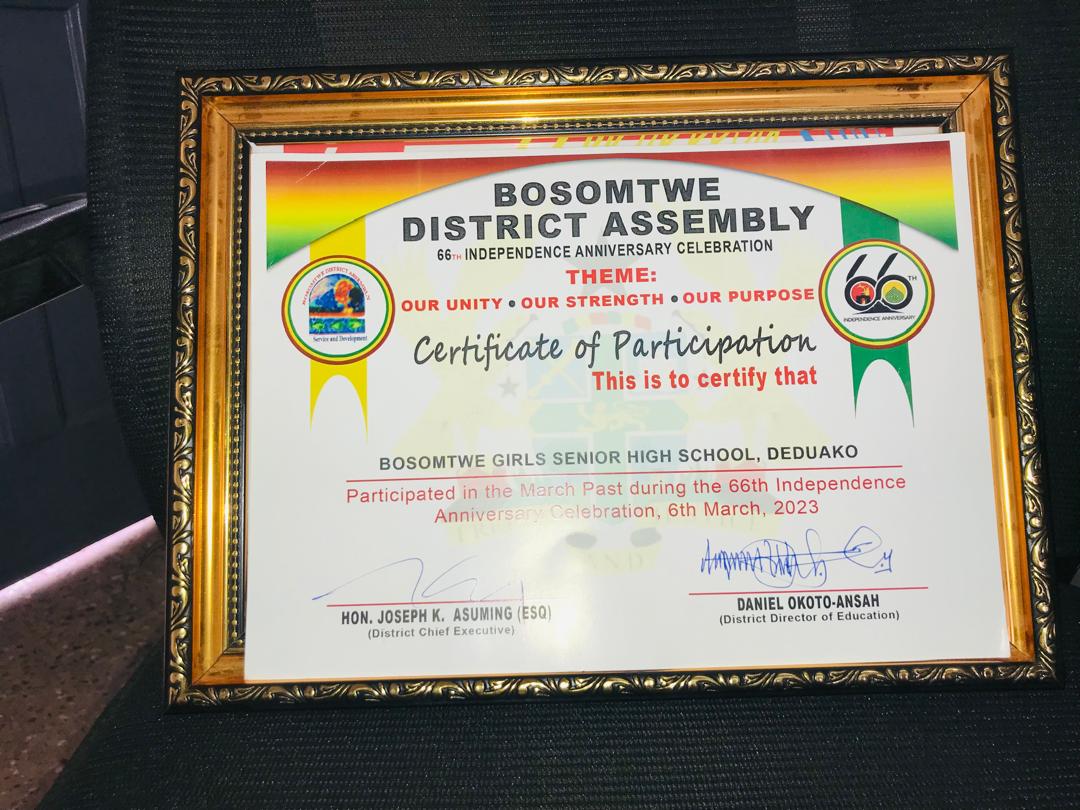 BOSOMTWE
DISTRICT ASSEMBLY
66TH INDEPENDENCE ANNIVERSARY CELEBRATION
THEME:
OUR UNITY • OUR STRENGTH • OUR PURPOSE
Service and Development
66TH
INDEPENDENCE ANNIVERSARY
Certificate of Participation
This is to certify that
BOSOMTWE GIRLS SENIOR HIGH SCHOOL, DEDUAKO
Participated in the March Past during the 66th Independence
Anniversary Celebration, 6th March, 2023
HON. JOSEPH K. ASUMING (ESQ)
(District Chief Executive)
DANIEL OKOTO-ANSAH
(District Director of Education)